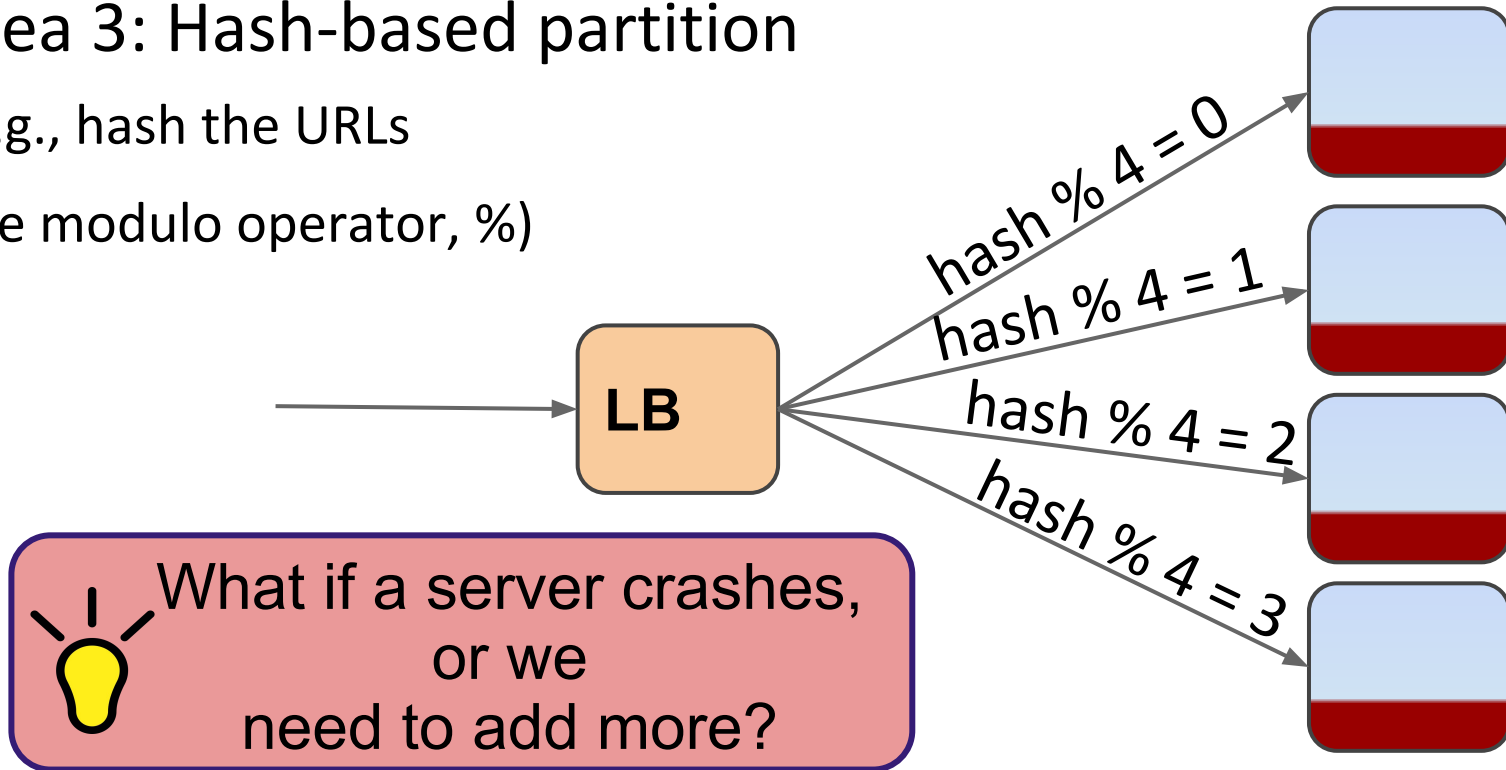 ea 3: Hash-based partition
.g., hash the URLs
e modulo operator, %)
hash % 4 = 0
hash % 4 = 1
hash % 4 = 2
hash % 4 = 3
LB
What if a server crashes,
or we
need to add more?